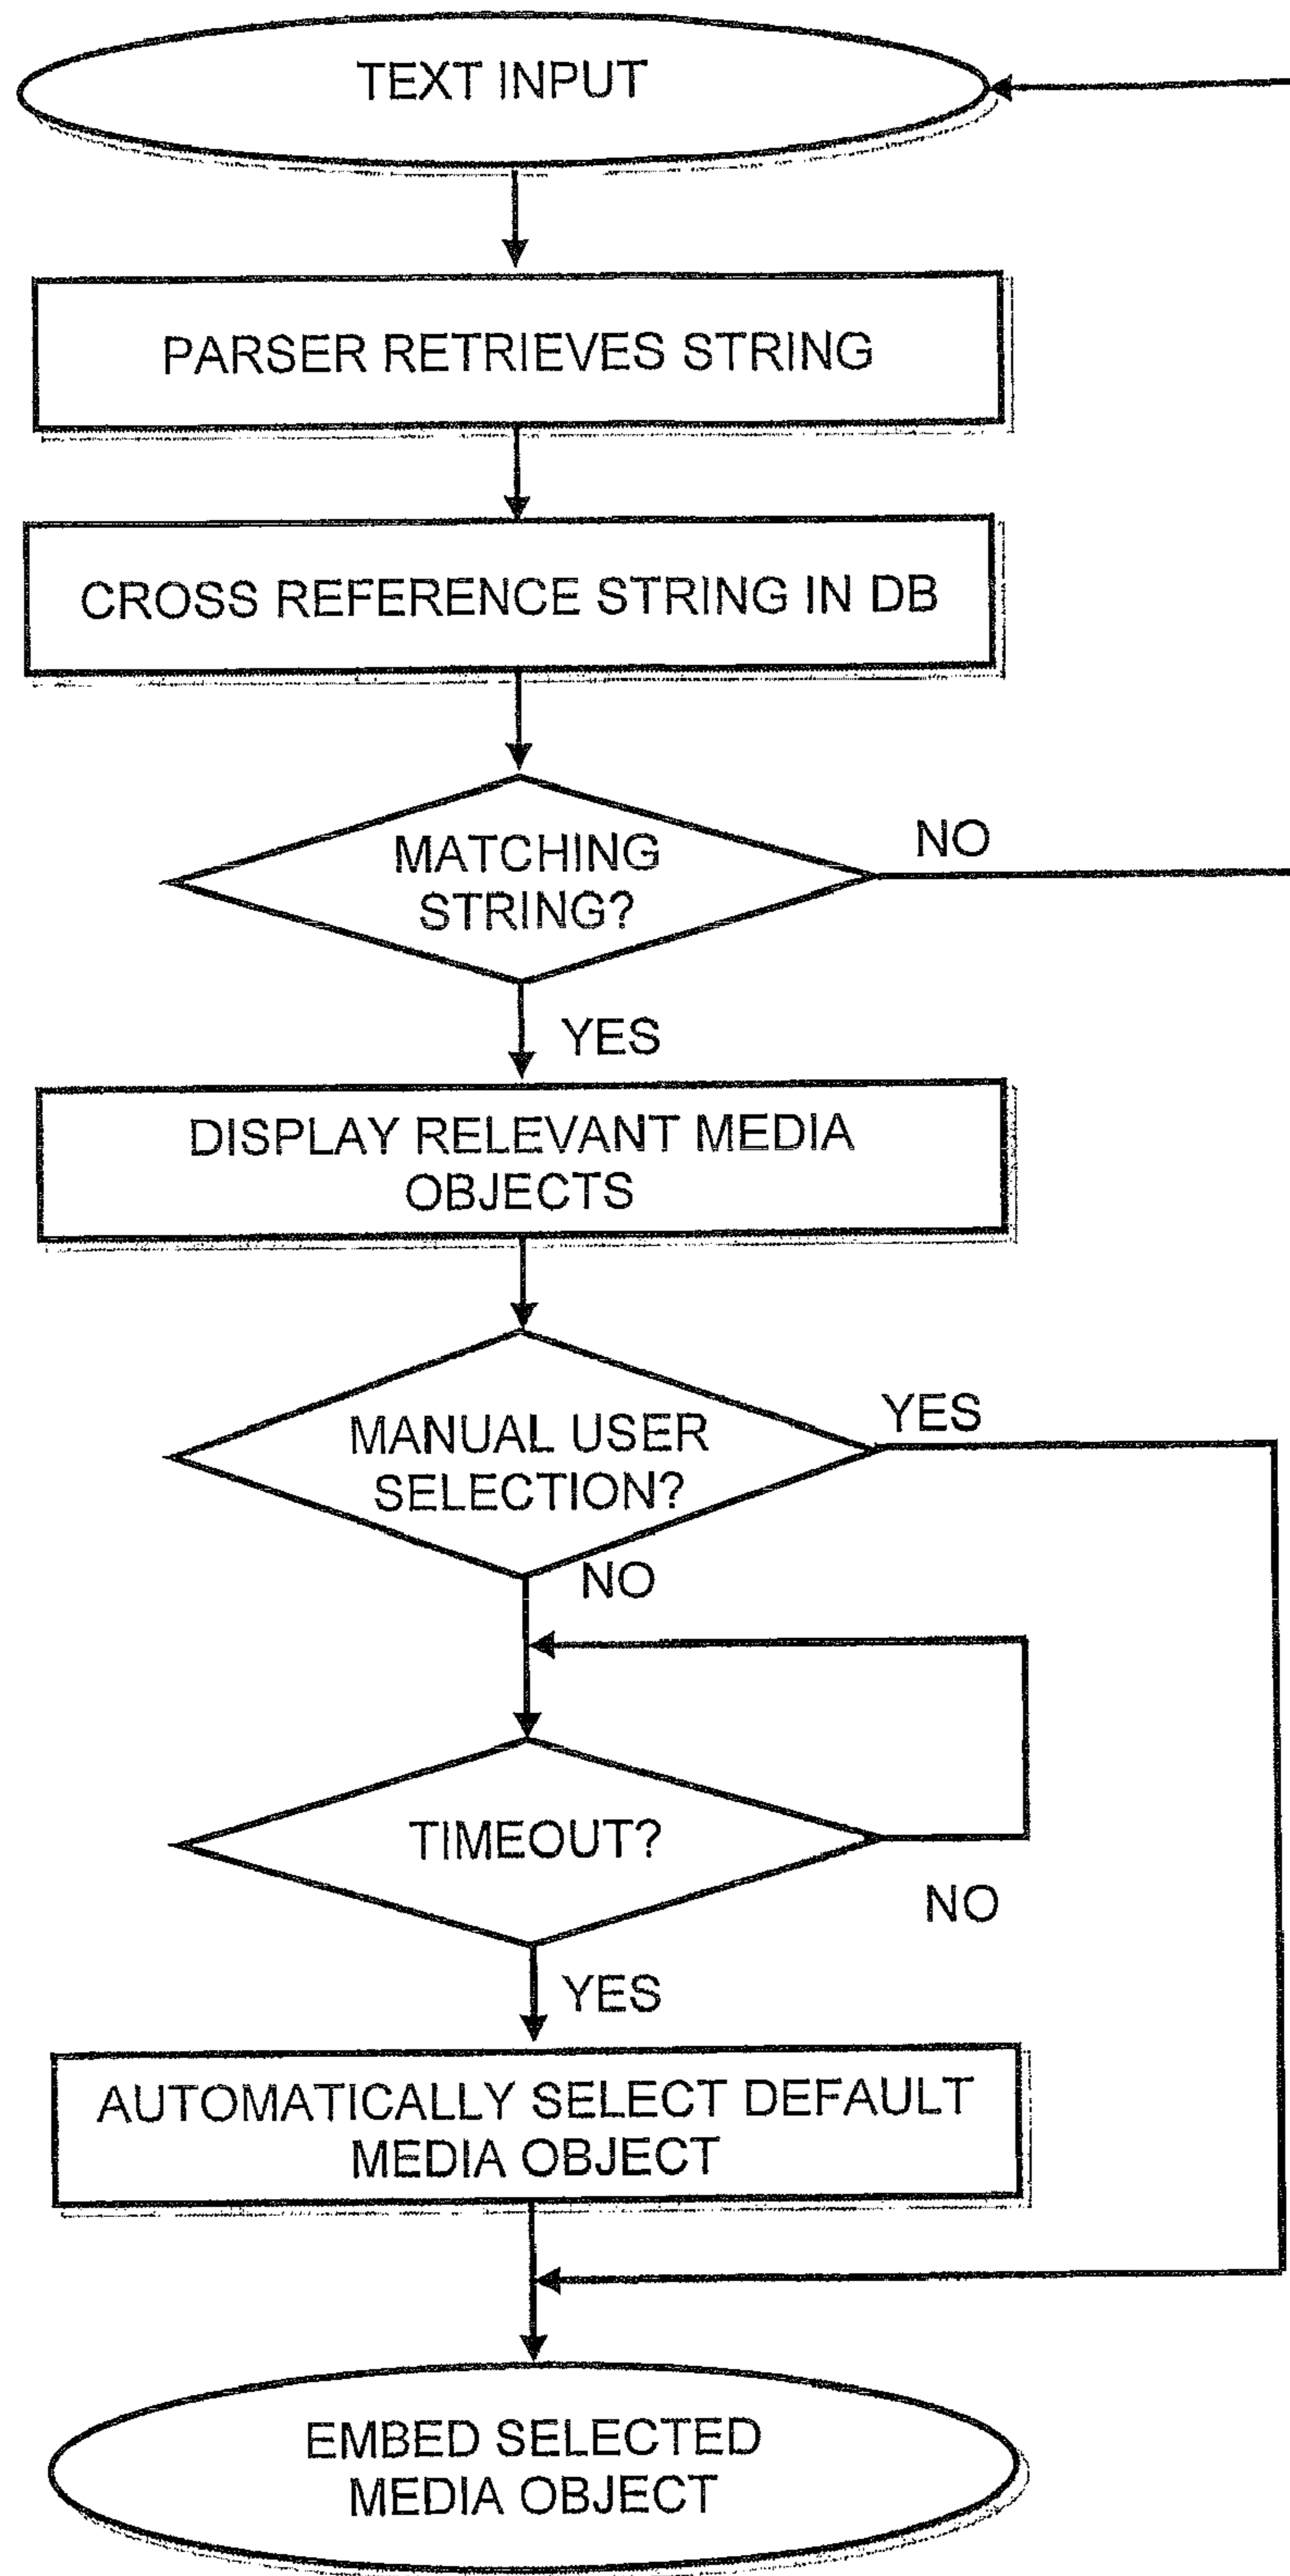 TEXT INPUT
PARSER RETRIEVES STRING
CROSS REFERENCE STRING IN DB
MATCHING
STRING?
NO
YES
DISPLAY RELEVANT MEDIA
OBJECTS
MANUAL USER
SELECTION?
YES
NO
TIMEOUT?
NO
YES
AUTOMATICALLY SELECT DEFAULT
MEDIA OBJECT
EMBED SELECTED
MEDIA OBJECT